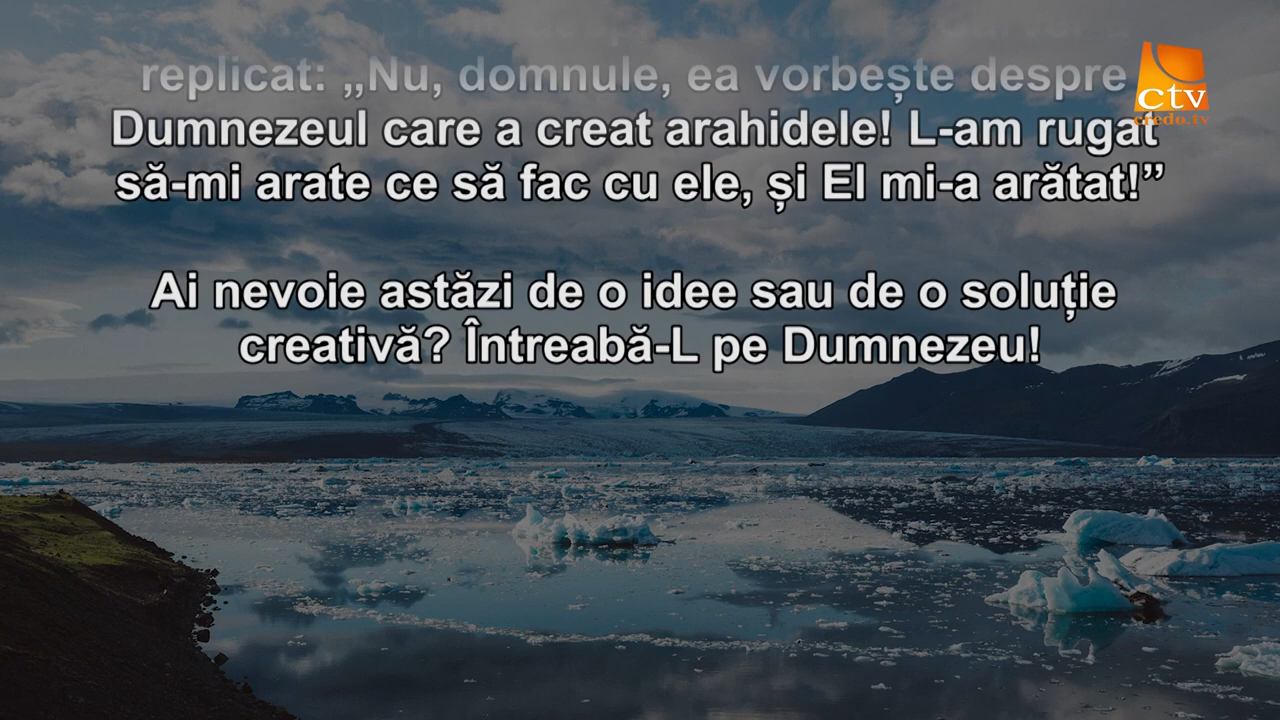 replicat: „Nu, domnule, ea vorbește despre
Dumnezeul care a creat arahidele! L-am rugat
să-mi arate ce să fac cu ele, și El mi-a arătat!”
Ai nevoie astăzi de o idee sau de o soluție
creativă? Întreabă-L pe Dumnezeu!
ctv
credo.tv